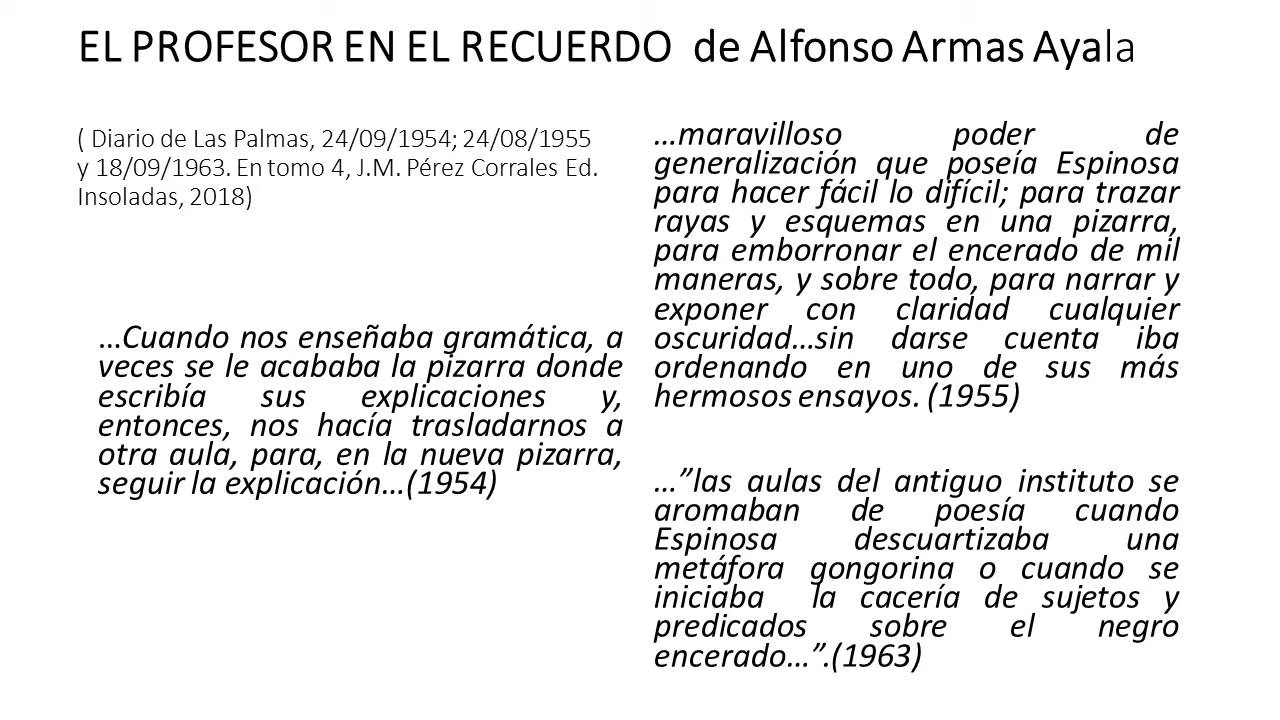 EL PROFESOR EN EL RECUERDO de Alfonso Armas Ayala
( Diario de Las Palmas, 24/09/1954; 24/08/1955
y 18/09/1963. En tomo 4, J.M. Pérez Corrales Ed.
Insoladas, 2018)
...Cuando nos enseñaba gramática, a
veces se le acababa la pizarra donde
escribía sus explicaciones y,
entonces, nos hacía trasladarnos a
otra aula, para, en la nueva pizarra,
seguir la explicación...(1954)
...maravilloso poder de
generalización que poseía Espinosa
para hacer fácil lo difícil; para trazar
rayas y esquemas en una pizarra,
para emborronar el encerado de mil
maneras, y sobre todo, para narrar y
exponer con claridad cualquier
oscuridad...sin darse cuenta iba
ordenando en uno de sus más
hermosos ensayos. (1955)
...”las aulas del antiguo instituto se
aromaban de poesía cuando
Espinosa descuartizaba una
metáfora gongorina o cuando se
iniciaba la cacería de sujetos y
predicados sobre el negro
encerado...”.(1963)